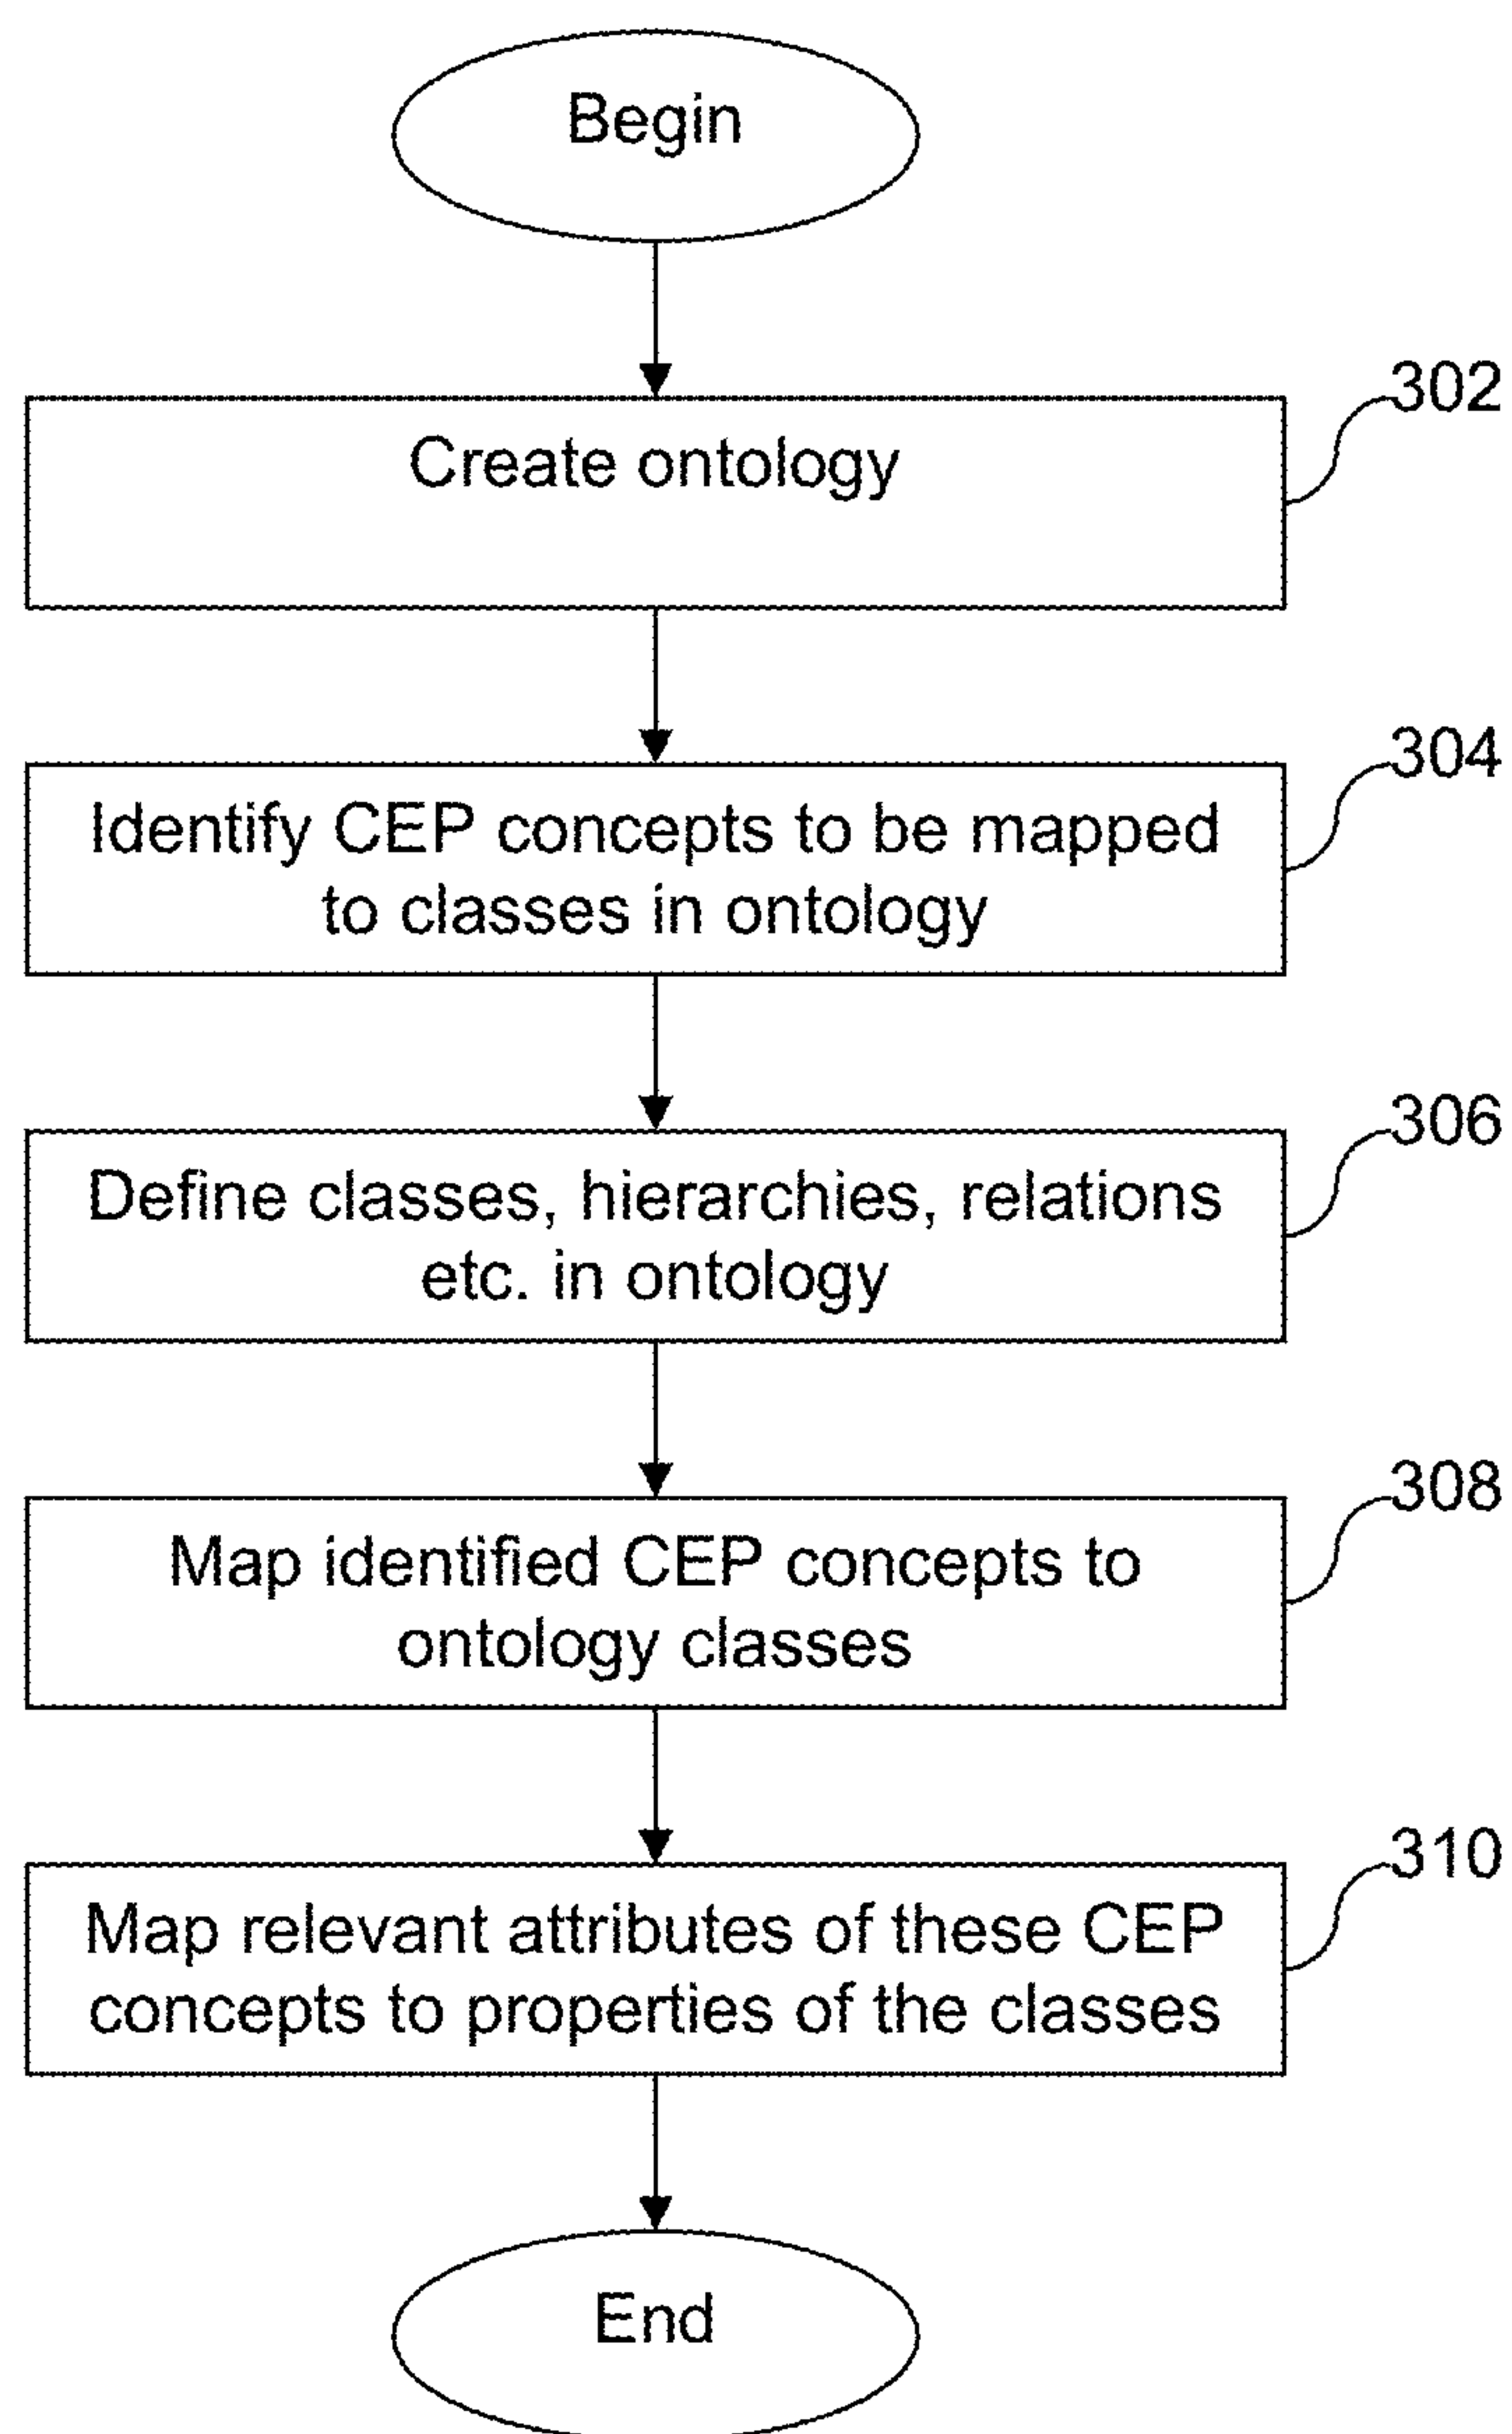 Begin
302
Create ontology
304
Identify CEP concepts to be mapped
to classes in ontology
306
Define classes, hierarchies, relations
etc. in ontology
308
Map identified CEP concepts to
ontology classes
310
Map relevant attributes of these CEP
concepts to properties of the classes
End